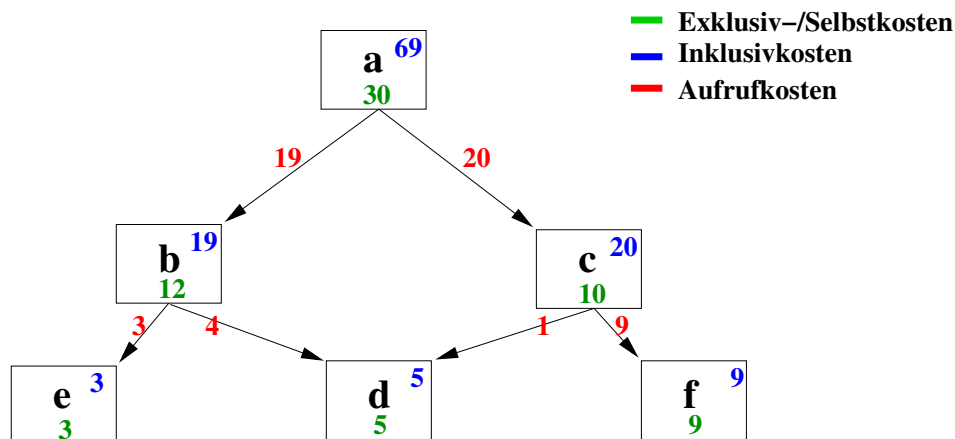 Exklusiv-/Selbstkosten
Inklusivkosten
Aufrufkosten
a 69
30
19
20
b 19
12
c 20
10
3
4
1
9
e 3
3
d 5
5
f 9
9